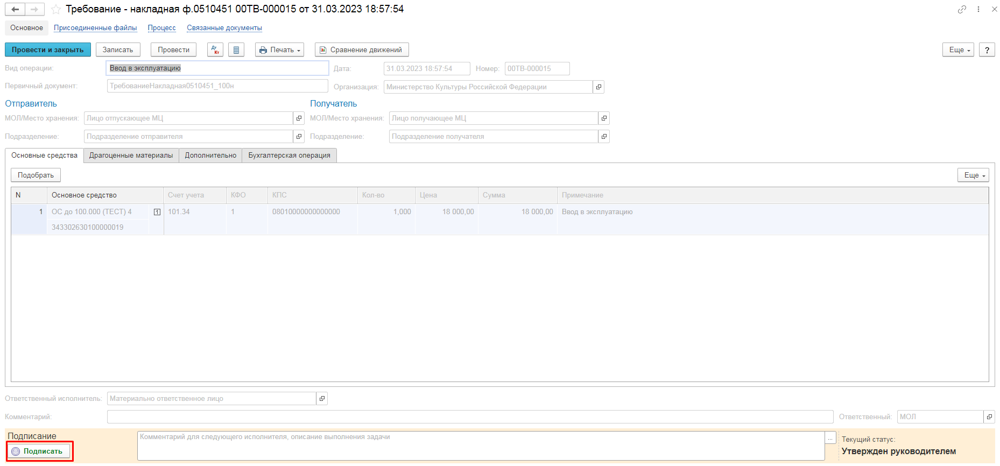 Требование - накладная ф.0510451 00ТВ-000015 от 31.03.2023 18:57:54
Основное Присоединенные файлы Процесс Связанные документы
Провести и закрыть Записать Провести Дт Кт Печать Сравнение движений Еще ?
Вид операции: Ввод в эксплуатацию Дата: 31.03.2023 18:57:54 Номер: 00ТВ-000015
Первичный документ: ТребованиеНакладная0510451_100н Организация: Министерство Культуры Российской Федерации
Отправитель Получатель
МОЛ/Место хранения: Лицо отпускающее МЦ МОЛ/Место хранения: Лицо получающее МЦ
Подразделение: Подразделение отправителя Подразделение: Подразделение получателя
Основные средства Драгоценные материалы Дополнительно Бухгалтерская операция
Подобрать Еще
N Основное средство Счет учета КФО КПС Кол-во Цена Сумма Примечание
1 ОС до 100.000 (ТЕСТ) 4 1 101.34 1 08010000000000000 1,000 18 000,00 18 000,00 Ввод в эксплуатацию
343302630100000019
Ответственный исполнитель: Материально ответственное лицо
Комментарий: Ответственный: МОЛ
Подписание Комментарий для следующего исполнителя, описание выполнения задачи ... Текущий статус:
Подписать Утвержден руководителем